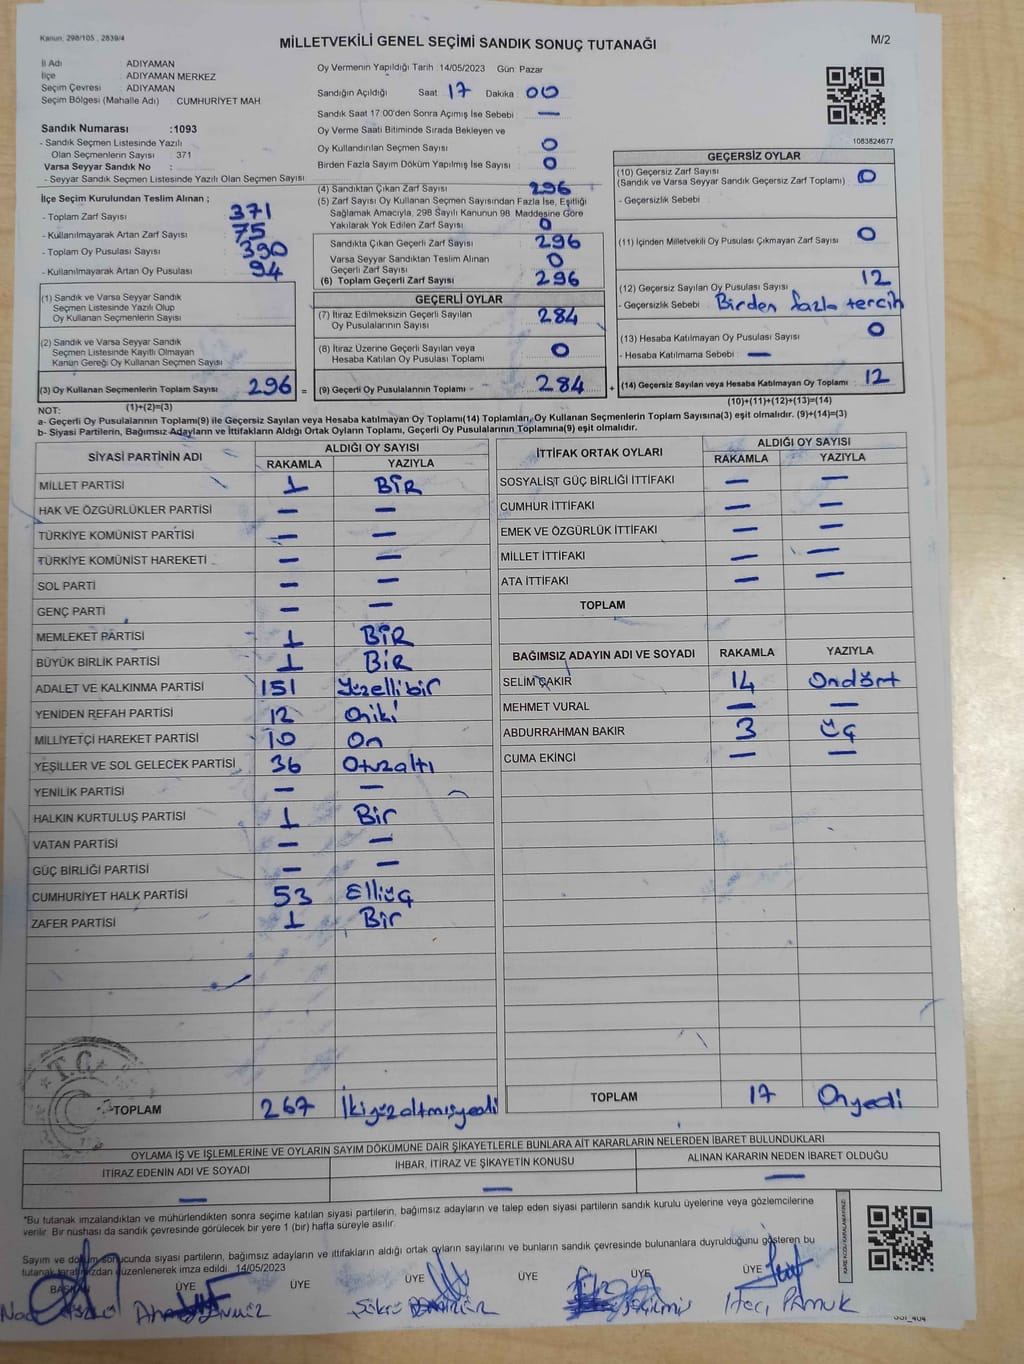 Kanun, 298/105 , 2839/4
MİLLETVEKİLİ GENEL SEÇİMİ SANDIK SONUÇ TUTANAĞI
M/2
İl Adı : ADIYAMAN
İlçe : ADIYAMAN MERKEZ
Seçim Çevresi : ADIYAMAN
Seçim Bölgesi (Mahalle Adı) : CUMHURİYET MAH.
Sandık Numarası :1093
- Sandık Seçmen Listesinde Yazılı
Olan Seçmenlerin Sayısı : 371
Varsa Seyyar Sandık No :
- Seyyar Sandık Seçmen Listesinde Yazılı Olan Seçmen Sayısı
Oy Vermenin Yapıldığı Tarih :14/05/2023 Gün: Pazar
Sandığın Açıldığı Saat 17 Dakika 00
Sandık Saat 17:00'den Sonra Açımış İse Sebebi : —
Oy Verme Saati Bitiminde Sırada Bekleyen ve
Oy Kullandırılan Seçmen Sayısı : 0
Birden Fazla Sayım Döküm Yapılmış İse Sayısı : 0
1083824677
İlçe Seçim Kurulundan Teslim Alınan ;
- Toplam Zarf Sayısı : 371
- Kullanılmayarak Artan Zarf Sayısı : 75
- Toplam Oy Pusulası Sayısı : 390
- Kullanılmayarak Artan Oy Pusulası : 94
(1) Sandık ve Varsa Seyyar Sandık
Seçmen Listesinde Yazılı Olup
Oy Kullanan Seçmenlerin Sayısı
(2) Sandık ve Varsa Seyyar Sandık
Seçmen Listesinde Kayıtlı Olmayan
Kanun Gereği Oy Kullanan Seçmen Sayısı
(3) Oy Kullanan Seçmenlerin Toplam Sayısı 296 =
(1)+(2)=(3)
(4) Sandıktan Çıkan Zarf Sayısı : 296
(5) Zarf Sayısı Oy Kullanan Seçmen Sayısından Fazla İse, Eşitliği
Sağlamak Amacıyla, 298 Sayılı Kanunun 98. Maddesine Göre
Yakılarak Yok Edilen Zarf Sayısı : 0
Sandıkta Çıkan Geçerli Zarf Sayısı : 296
Varsa Seyyar Sandıktan Teslim Alınan
Geçerli Zarf Sayısı : 0
(6) Toplam Geçerli Zarf Sayısı : 296
GEÇERLİ OYLAR
(7) İtiraz Edilmeksizin Geçerli Sayılan
Oy Pusulalarının Sayısı : 284
(8) İtiraz Üzerine Geçerli Sayılan veya
Hesaba Katılan Oy Pusulası Toplamı : 0
(9) Geçerli Oy Pusulalarının Toplamı : 284 +
GEÇERSİZ OYLAR
(10) Geçersiz Zarf Sayısı
(Sandık ve Varsa Seyyar Sandık Geçersiz Zarf Toplamı) : 0
- Geçersizlik Sebebi :
(11) İçinden Milletvekili Oy Pusulası Çıkmayan Zarf Sayısı : 0
(12) Geçersiz Sayılan Oy Pusulası Sayısı : 12
- Geçersizlik Sebebi : Birden fazla tercih
(13) Hesaba Katılmayan Oy Pusulası Sayısı : 0
- Hesaba Katılmama Sebebi : —
(14) Geçersiz Sayılan veya Hesaba Katılmayan Oy Toplamı : 12
(10)+(11)+(12)+(13)=(14)
NOT:
a- Geçerli Oy Pusulalarının Toplamı(9) ile Geçersiz Sayılan veya Hesaba katılmayan Oy Toplamı(14) Toplamları, Oy Kullanan Seçmenlerin Toplam Sayısına(3) eşit olmalıdır. (9)+(14)=(3)
b- Siyasi Partilerin, Bağımsız Adayların ve İttifakların Aldığı Ortak Oyların Toplamı, Geçerli Oy Pusulalarının Toplamına(9) eşit olmalıdır.
SİYASİ PARTİNİN ADI ALDIĞI OY SAYISI
RAKAMLA YAZIYLA
MİLLET PARTİSİ 1 BİR
HAK VE ÖZGÜRLÜKLER PARTİSİ — —
TÜRKİYE KOMÜNİST PARTİSİ — —
TÜRKİYE KOMÜNİST HAREKETİ — —
SOL PARTİ — —
GENÇ PARTİ — —
MEMLEKET PARTİSİ 1 BİR
BÜYÜK BİRLİK PARTİSİ 1 BİR
ADALET VE KALKINMA PARTİSİ 151 Yüzellibir
YENİDEN REFAH PARTİSİ 12 Oniki
MİLLİYETÇİ HAREKET PARTİSİ 10 On
YEŞİLLER VE SOL GELECEK PARTİSİ 36 Otuzaltı
YENİLİK PARTİSİ — —
HALKIN KURTULUŞ PARTİSİ 1 Bir
VATAN PARTİSİ — —
GÜÇ BİRLİĞİ PARTİSİ — —
CUMHURİYET HALK PARTİSİ 53 Elliüç
ZAFER PARTİSİ 1 Bir
T.C.
TOPLAM 267 İkiyüzaltmışyedi
İTTİFAK ORTAK OYLARI ALDIĞI OY SAYISI
RAKAMLA YAZIYLA
SOSYALİST GÜÇ BİRLİĞİ İTTİFAKI — —
CUMHUR İTTİFAKI — —
EMEK VE ÖZGÜRLÜK İTTİFAKI — —
MİLLET İTTİFAKI — —
ATA İTTİFAKI — —
TOPLAM
BAĞIMSIZ ADAYIN ADI VE SOYADI RAKAMLA YAZIYLA
SELİM ÇAKIR 14 Ondört
MEHMET VURAL — —
ABDURRAHMAN BAKIR 3 Üç
CUMA EKİNCİ — —
TOPLAM 17 Onyedi
OYLAMA İŞ VE İŞLEMLERİNE VE OYLARIN SAYIM DÖKÜMÜNE DAİR ŞİKAYETLERLE BUNLARA AİT KARARLARIN NELERDEN İBARET BULUNDUKLARI
İTİRAZ EDENİN ADI VE SOYADI İHBAR, İTİRAZ VE ŞİKAYETİN KONUSU ALINAN KARARIN NEDEN İBARET OLDUĞU
— — —
*Bu tutanak imzalandıktan ve mühürlendikten sonra seçime katılan siyasi partilerin, bağımsız adayların ve talep eden siyasi partilerin sandık kurulu üyelerine veya gözlemcilerine
verilir. Bir nüshası da sandık çevresinde görülecek bir yere 1 (bir) hafta süreyle asılır.
Sayım ve döküm sonucunda siyasi partilerin, bağımsız adayların ve ittifakların aldığı ortak oyların sayılarını ve bunların sandık çevresinde bulunanlara duyrulduğunu gösteren bu
tutanak tarafımızdan düzenlenerek imza edildi. 14/05/2023
BAŞKAN ÜYE ÜYE ÜYE ÜYE ÜYE ÜYE
PAMUK